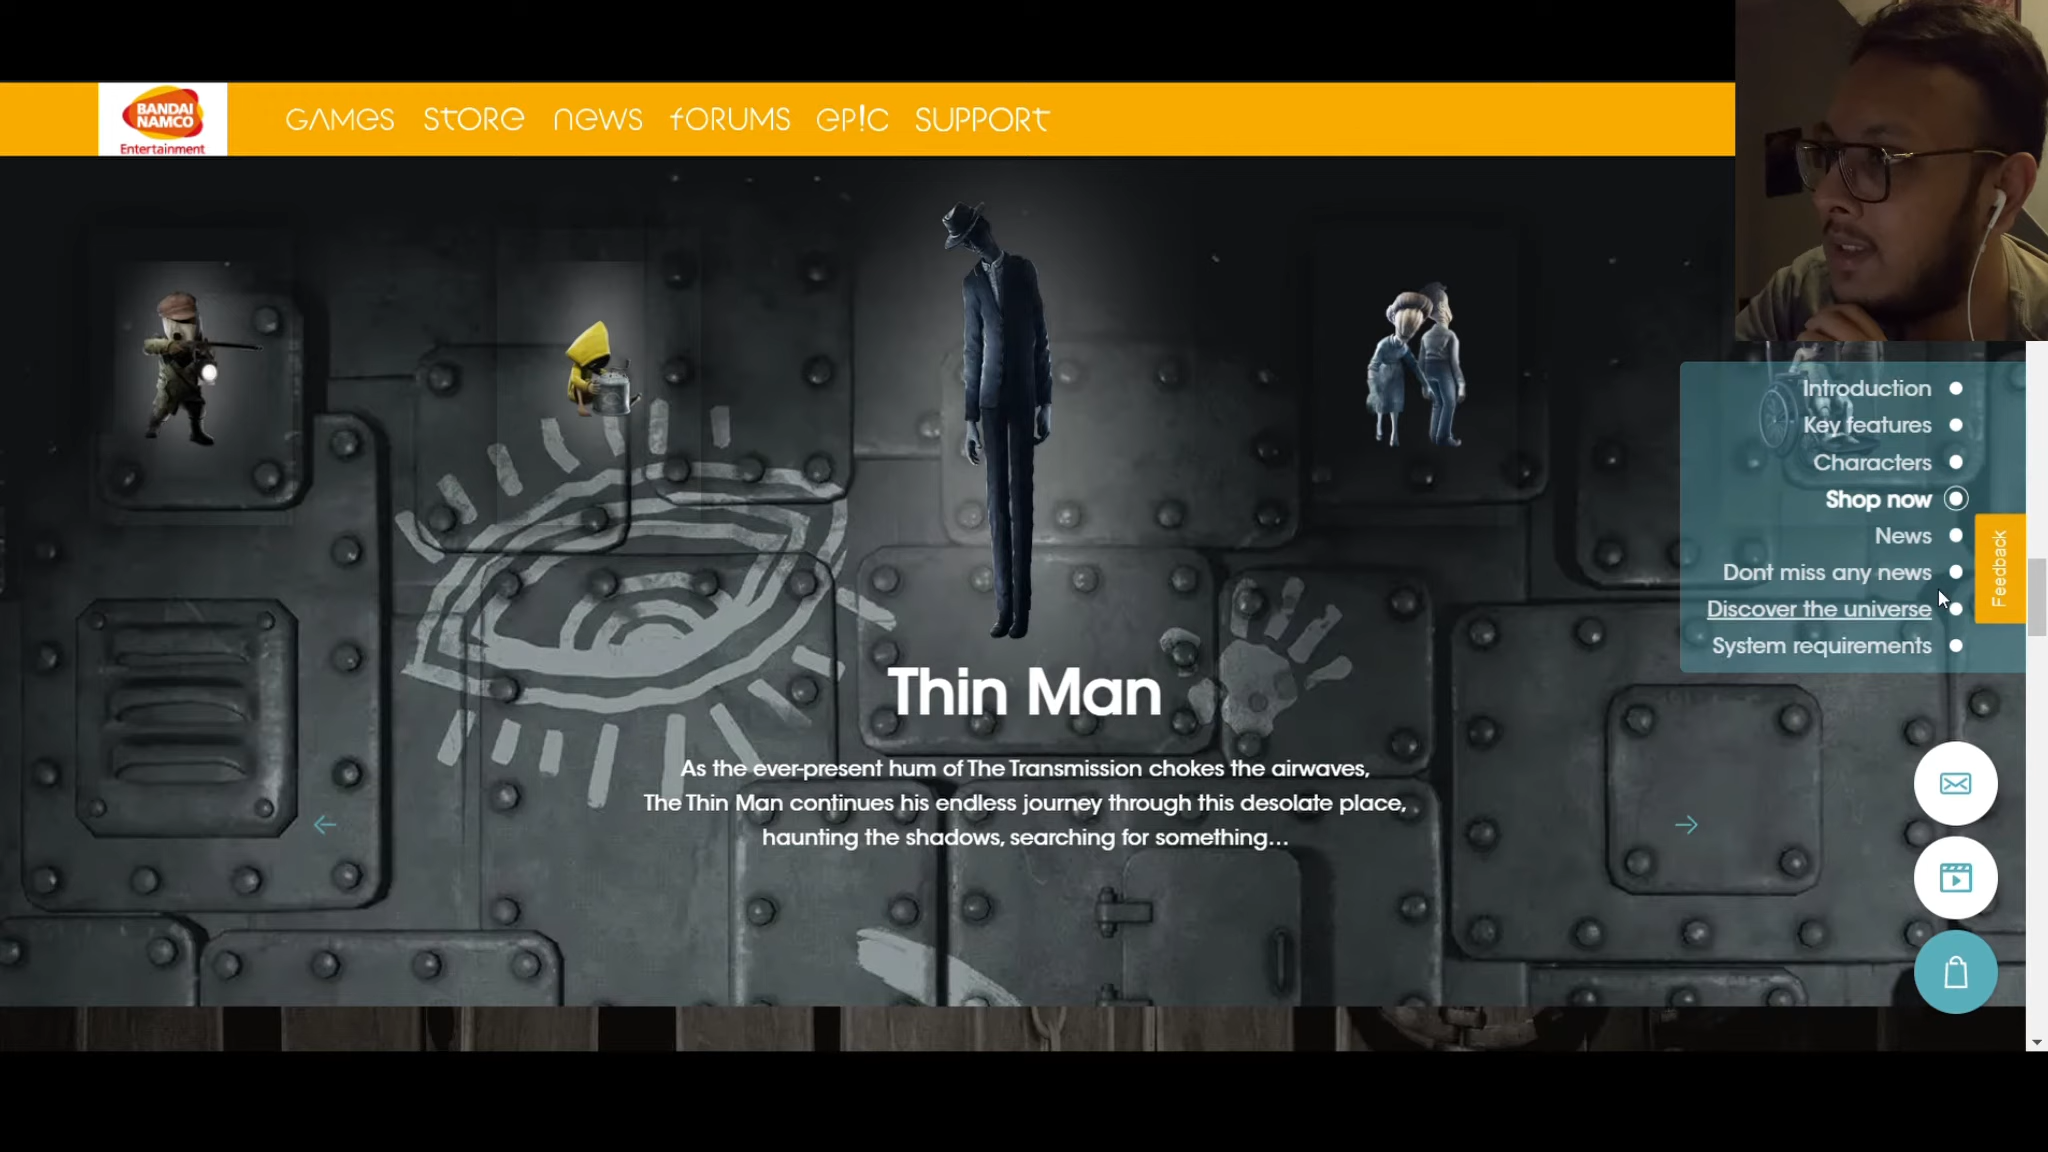 BANDAI
NAMCO
Entertainment
GAMES STORE news fORUMS EP!C SUPPORT
Introduction
Key features
Characters
Shop now
News
Dont miss any news
Discover the universe
System requirements
Feedback
Thin Man
As the ever-present hum of The Transmission chokes the airwaves,
The Thin Man continues his endless journey through this desolate place,
haunting the shadows, searching for something...